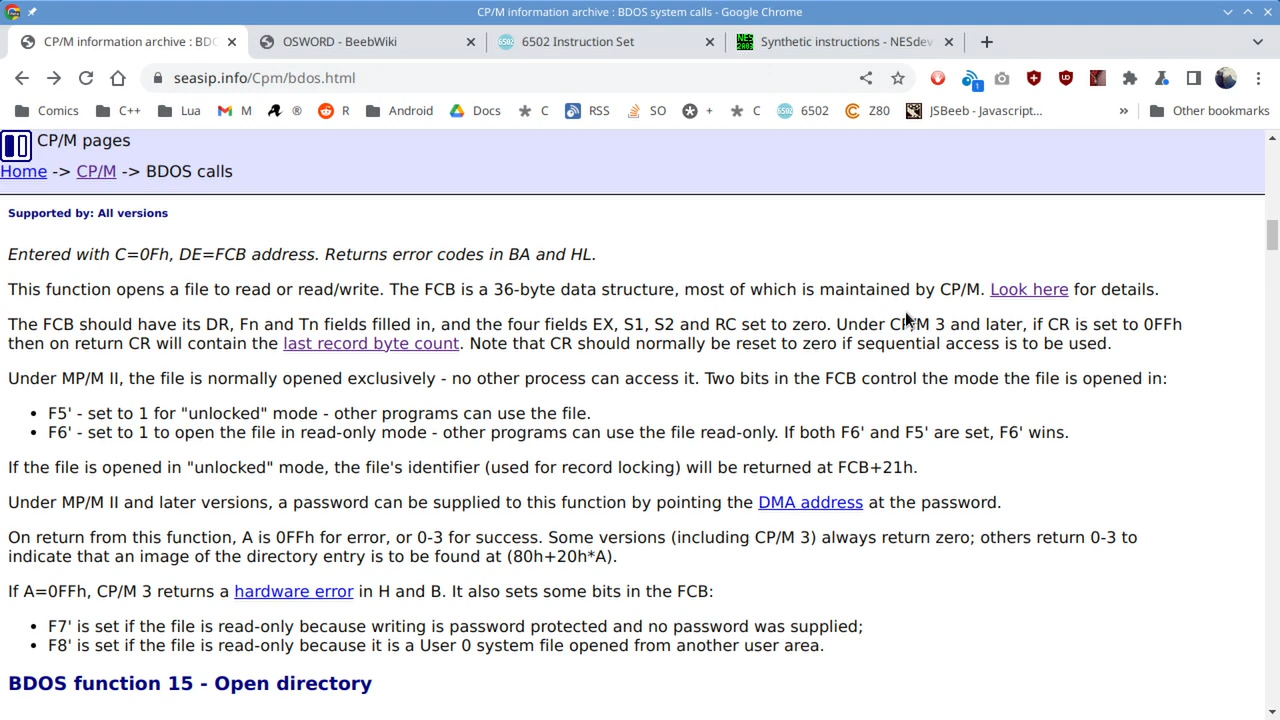 CP/M information archive : BDOS system calls - Google Chrome
CP/M information archive : BDO
OSWORD - BeebWiki
6502 Instruction Set
Synthetic instructions - NESdev
seasip.info/Cpm/bdos.html
1
Comics
C++
Lua
M
®
R
Android
Docs
C
RSS
SO
+
C
6502
Z80
JSBeeb - Javascript...
»
Other bookmarks
CP/M pages
Home -> CP/M -> BDOS calls
Supported by: All versions
Entered with C=0Fh, DE=FCB address. Returns error codes in BA and HL.
This function opens a file to read or read/write. The FCB is a 36-byte data structure, most of which is maintained by CP/M. Look here for details.
The FCB should have its DR, Fn and Tn fields filled in, and the four fields EX, S1, S2 and RC set to zero. Under CP/M 3 and later, if CR is set to 0FFh
then on return CR will contain the last record byte count. Note that CR should normally be reset to zero if sequential access is to be used.
Under MP/M II, the file is normally opened exclusively - no other process can access it. Two bits in the FCB control the mode the file is opened in:
• F5' - set to 1 for "unlocked" mode - other programs can use the file.
• F6' - set to 1 to open the file in read-only mode - other programs can use the file read-only. If both F6' and F5' are set, F6' wins.
If the file is opened in "unlocked" mode, the file's identifier (used for record locking) will be returned at FCB+21h.
Under MP/M II and later versions, a password can be supplied to this function by pointing the DMA address at the password.
On return from this function, A is 0FFh for error, or 0-3 for success. Some versions (including CP/M 3) always return zero; others return 0-3 to
indicate that an image of the directory entry is to be found at (80h+20h*A).
If A=0FFh, CP/M 3 returns a hardware error in H and B. It also sets some bits in the FCB:
• F7' is set if the file is read-only because writing is password protected and no password was supplied;
• F8' is set if the file is read-only because it is a User 0 system file opened from another user area.
BDOS function 15 - Open directory